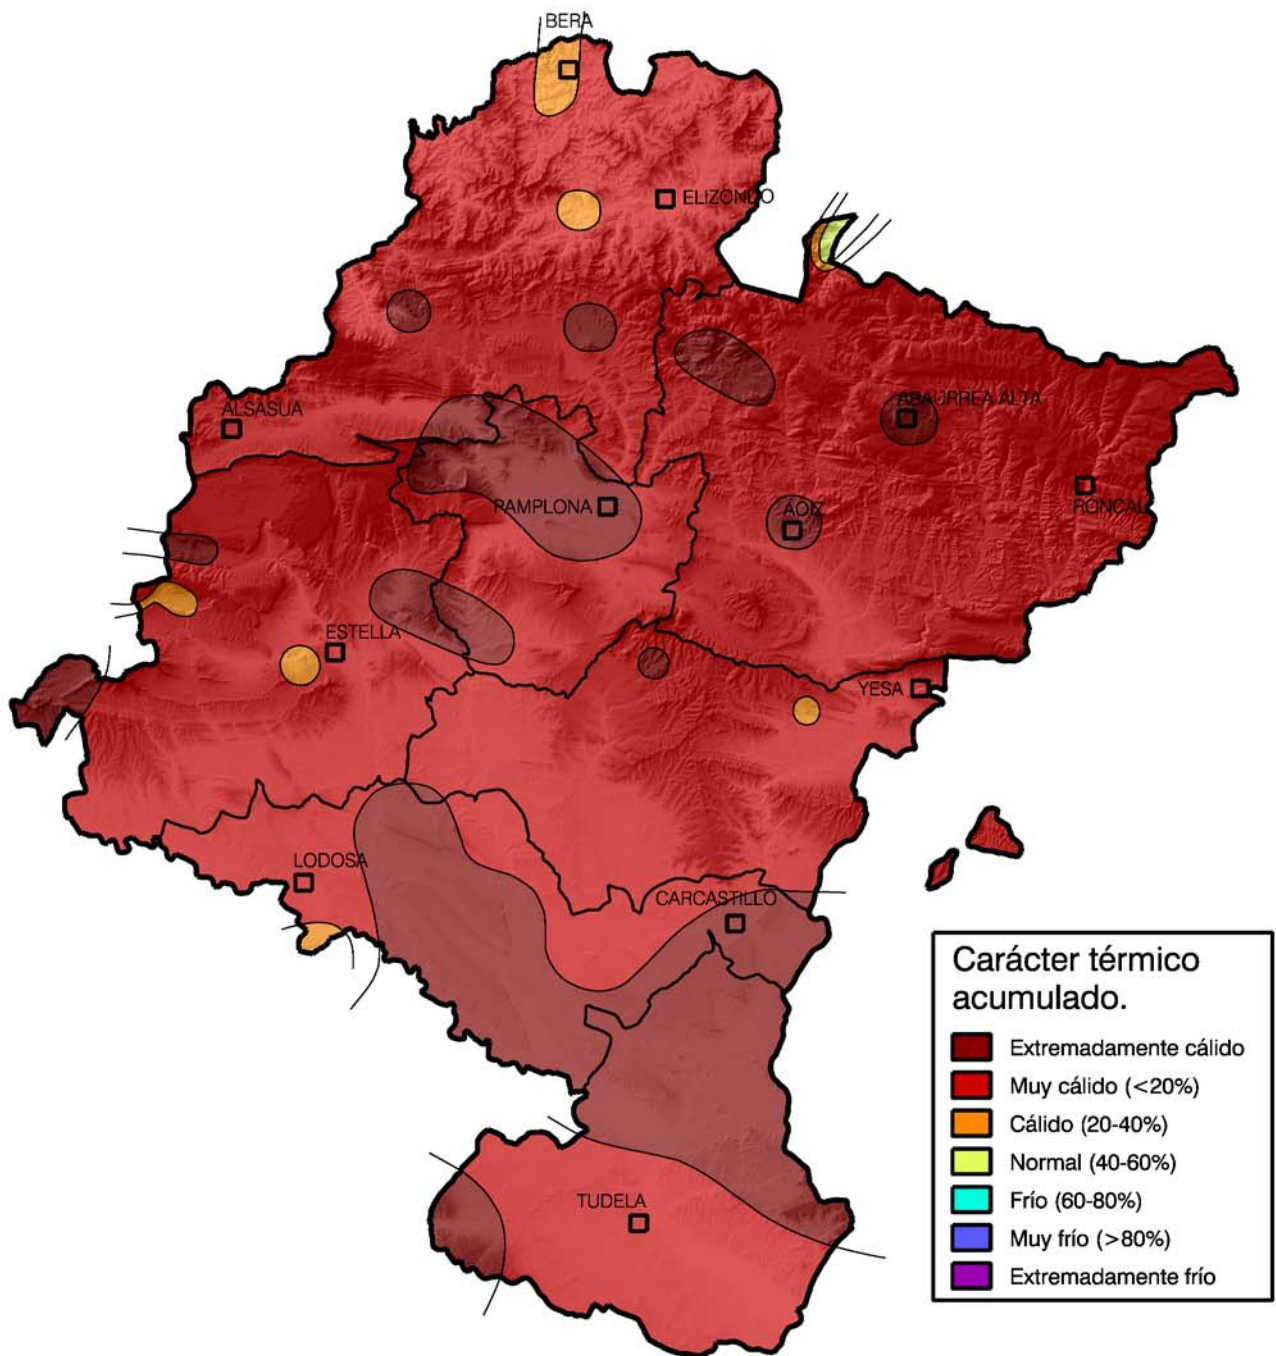 BERA
ELIZONDO
ALSASUA
ABAURREA ALTA
PAMPLONA
AOIZ
RONCAL
ESTELLA
YESA
LODOSA
CARCASTILLO
TUDELA
Carácter térmico
acumulado.
Extremadamente cálido
Muy cálido (<20%)
Cálido (20-40%)
Normal (40-60%)
Frío (60-80%)
Muy frío (>80%)
Extremadamente frío